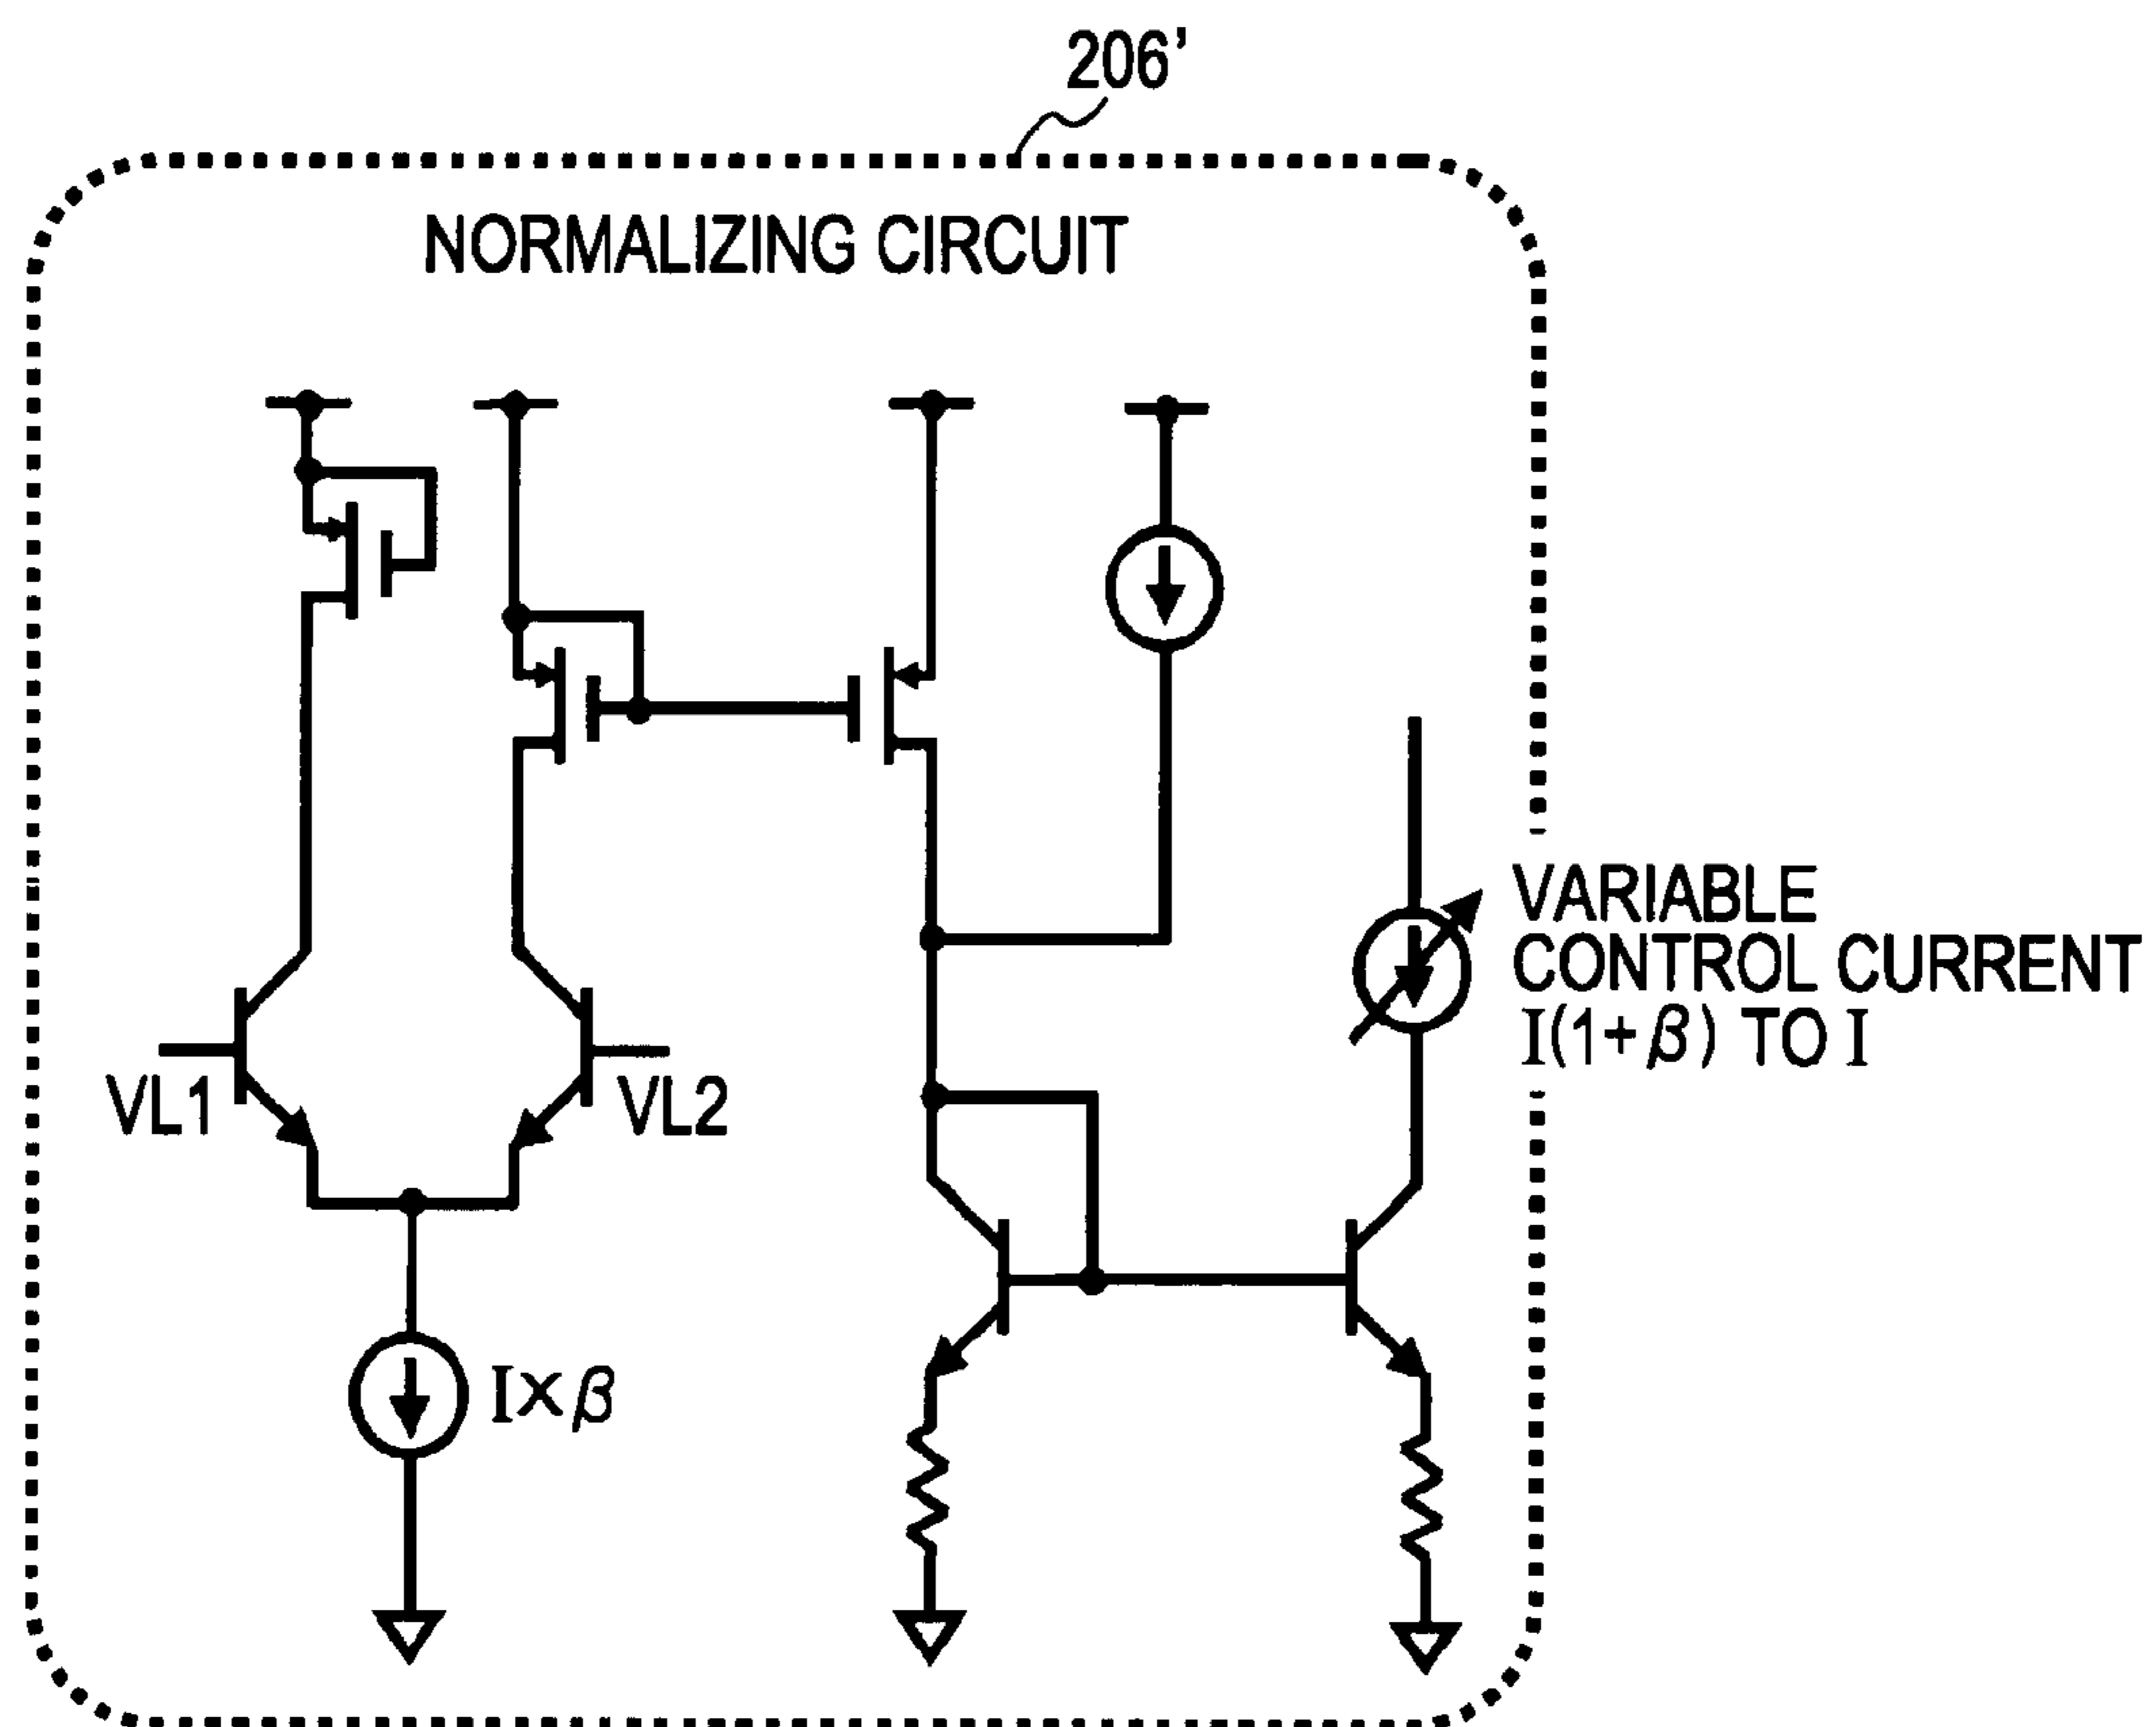 206'
NORMALIZING CIRCUIT
VARIABLE
CONTROL CURRENT
I(1+β) TO I
VL1
VL2
I×β